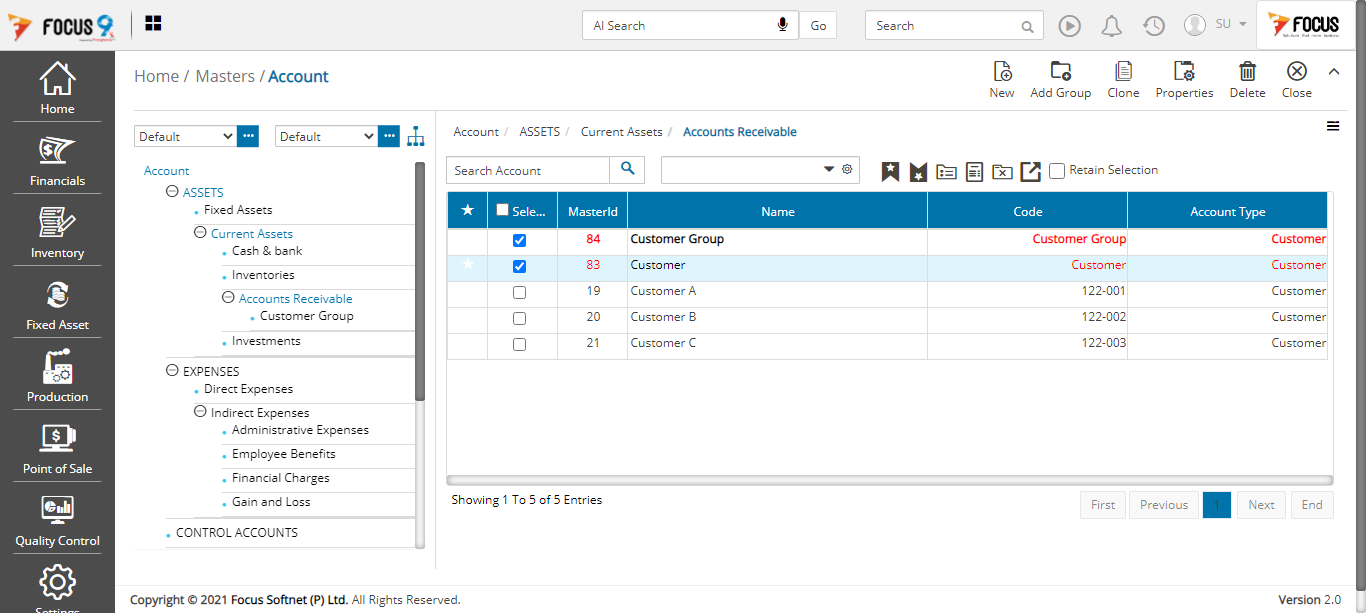 FOCUS 9
AI Search
Go
Search
SU
FOCUS
Home
Financials
Inventory
Fixed Asset
Production
Point of Sale
Quality Control
Settings
Home / Masters / Account
New
Add Group
Clone
Properties
Delete
Close
Default
Default
Account
ASSETS
Fixed Assets
Current Assets
Cash & bank
Inventories
Accounts Receivable
Customer Group
Investments
EXPENSES
Direct Expenses
Indirect Expenses
Administrative Expenses
Employee Benefits
Financial Charges
Gain and Loss
CONTROL ACCOUNTS
Account / ASSETS / Current Assets / Accounts Receivable
Search Account
Retain Selection
Sele... MasterId Name Code Account Type
84 Customer Group Customer Group Customer
83 Customer Customer Customer
19 Customer A 122-001 Customer
20 Customer B 122-002 Customer
21 Customer C 122-003 Customer
Showing 1 To 5 of 5 Entries
First Previous 1 Next End
Copyright © 2021 Focus Softnet (P) Ltd. All Rights Reserved.
Version 2.0